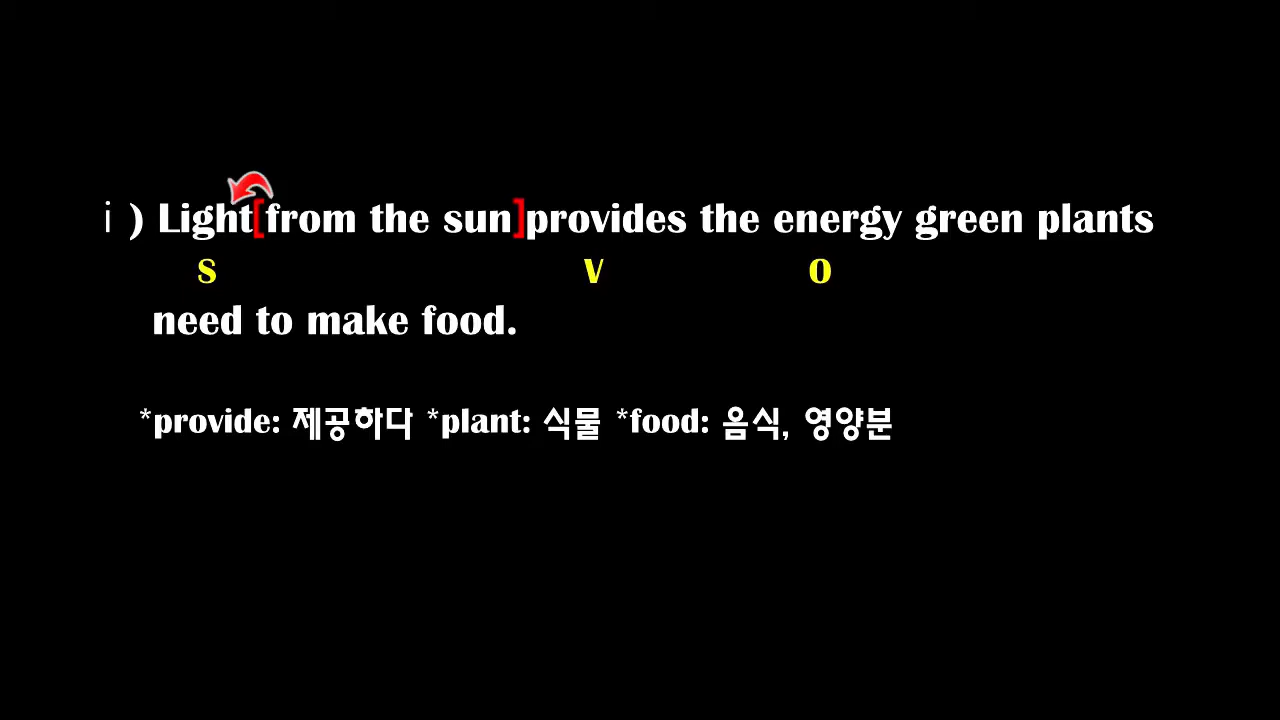 ⅰ) Light[from the sun]provides the energy green plants
S V O
need to make food.
*provide: 제공하다 *plant: 식물 *food: 음식, 영양분